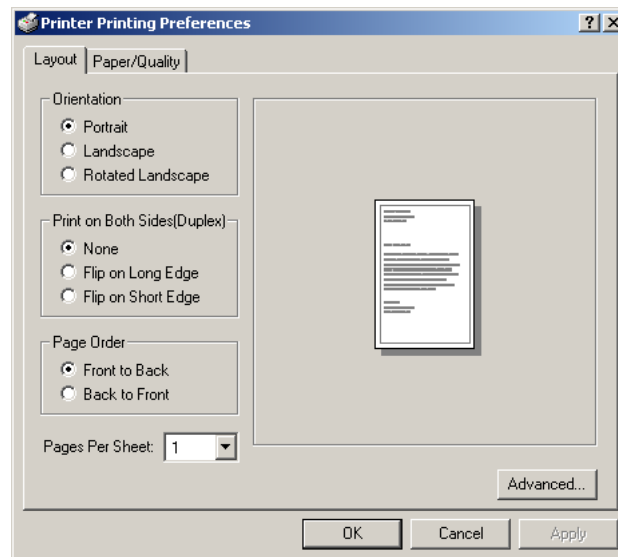 Printer Printing Preferences
Layout
Paper/Quality
Orientation
Portrait
Landscape
Rotated Landscape
Print on Both Sides(Duplex)
None
Flip on Long Edge
Flip on Short Edge
Page Order
Front to Back
Back to Front
Pages Per Sheet: 1
Advanced...
OK
Cancel
Apply